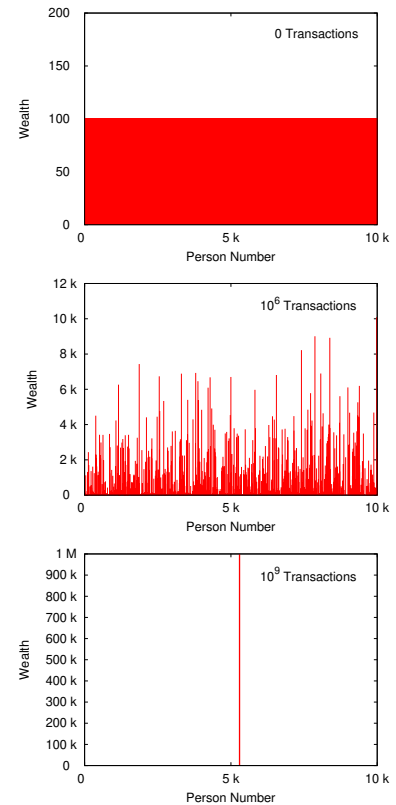 200
0 Transactions
150
100
50
0
Wealth
0 5 k 10 k
Person Number
12 k
10^6 Transactions
10 k
8 k
6 k
4 k
2 k
0
Wealth
0 5 k 10 k
Person Number
1 M
10^9 Transactions
900 k
800 k
700 k
600 k
500 k
400 k
300 k
200 k
100 k
0
Wealth
0 5 k 10 k
Person Number